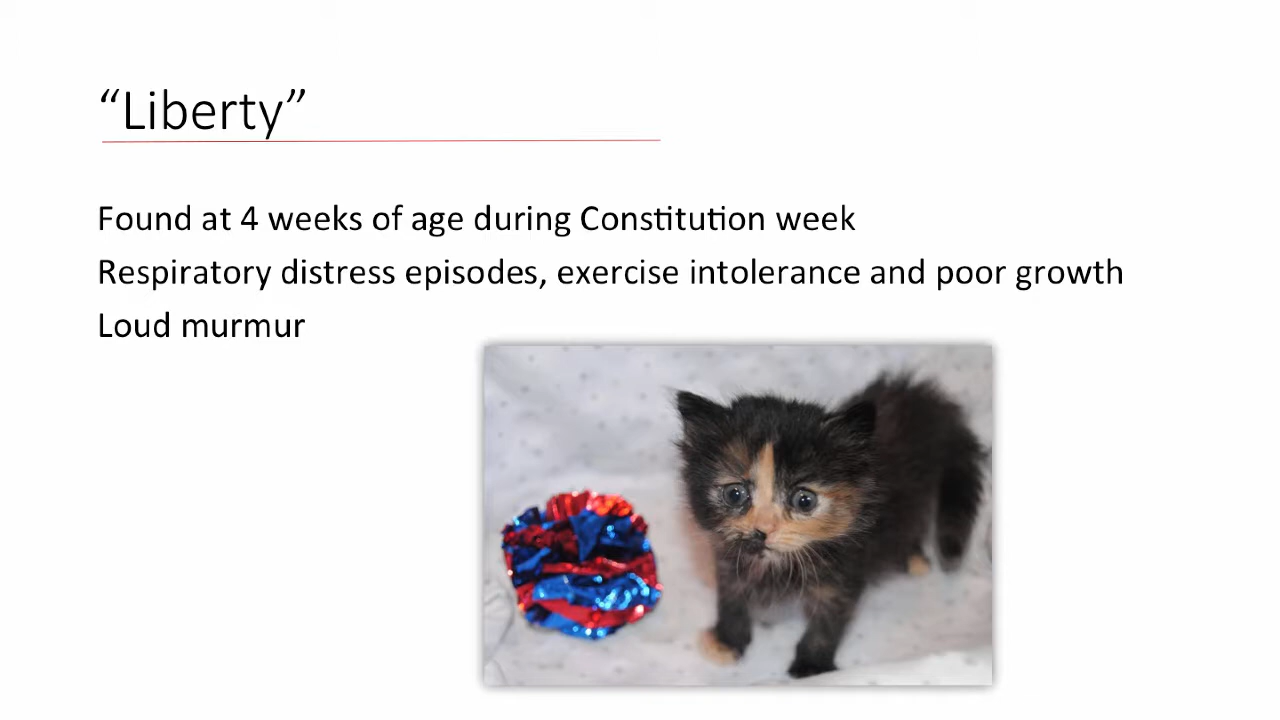 “Liberty”
Found at 4 weeks of age during Constitution week
Respiratory distress episodes, exercise intolerance and poor growth
Loud murmur